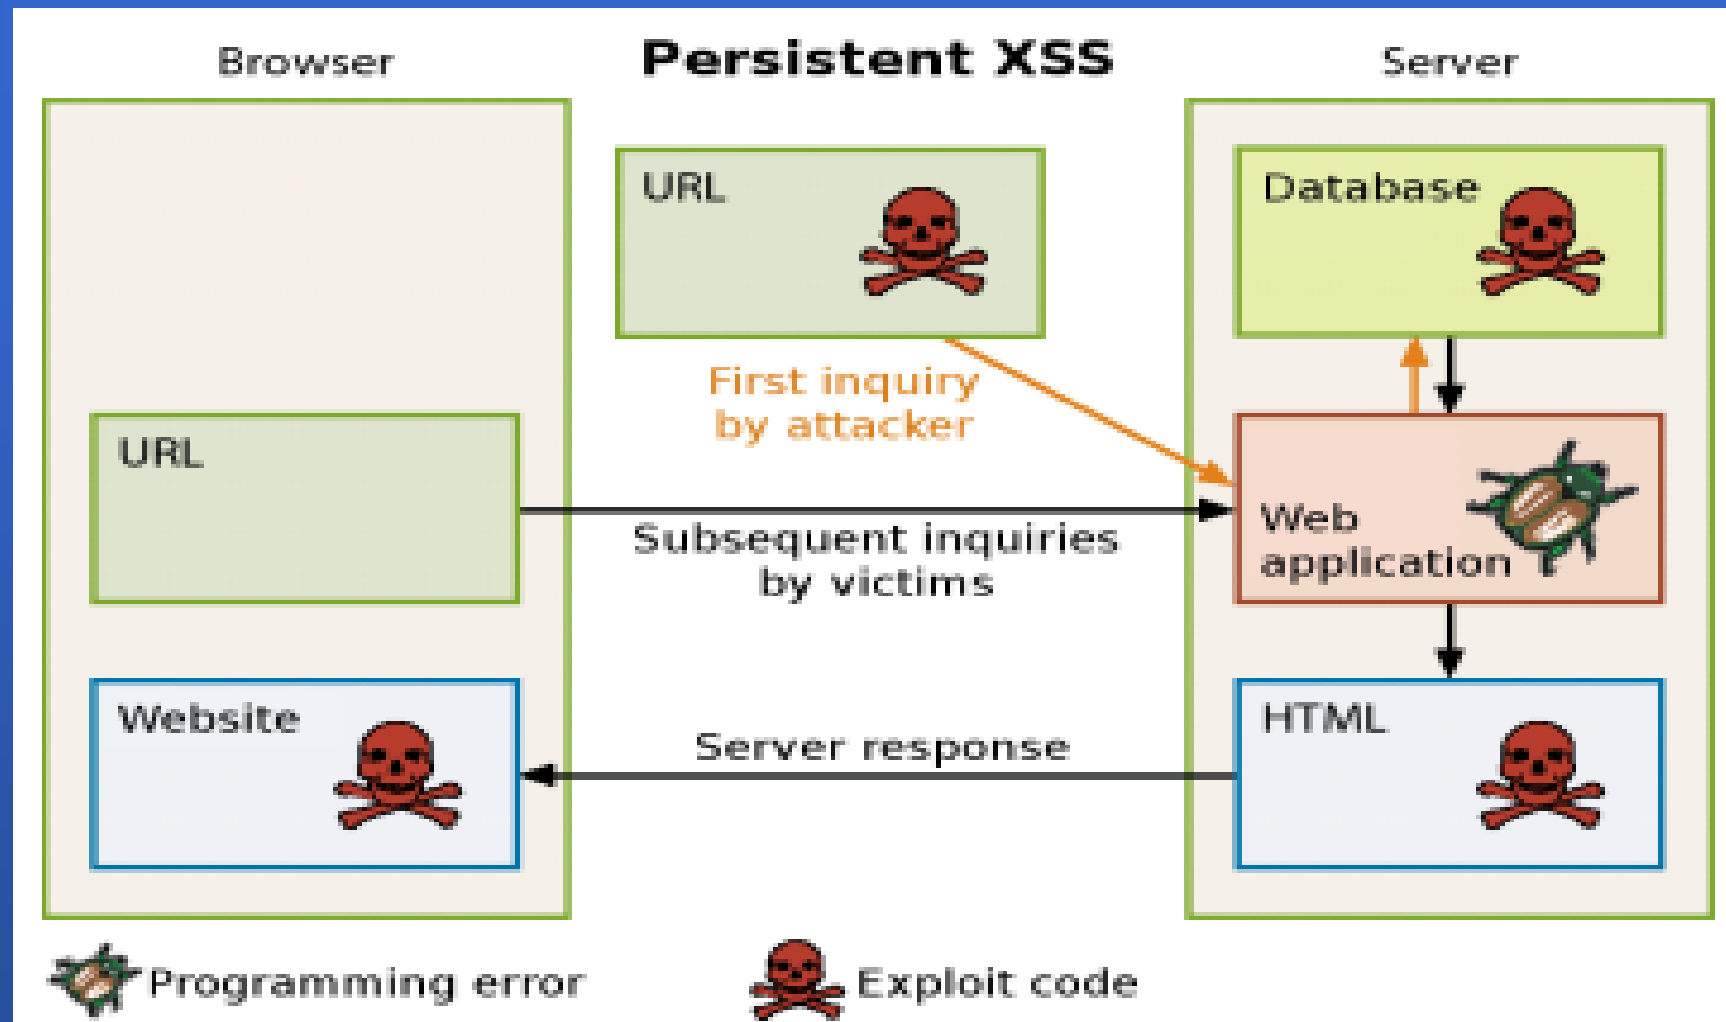 Browser
Persistent XSS
Server
URL
Database
First inquiry
by attacker
URL
Subsequent inquiries
by victims
Web
application
Website
Server response
HTML
Programming error
Exploit code